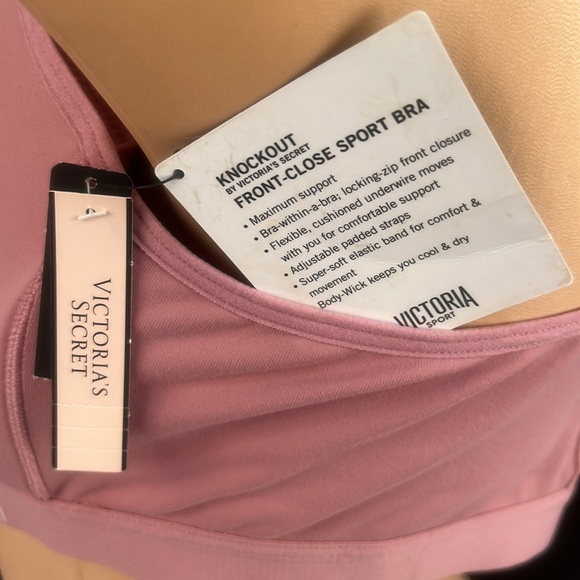 KNOCKOUT
BY VICTORIA'S SECRET
FRONT-CLOSE SPORT BRA
• Maximum support
• Bra-within-a-bra; locking-zip front closure
• Flexible, cushioned underwire moves
with you for comfortable support
• Adjustable padded straps
• Super-soft elastic band for comfort &
movement
Body-Wick keeps you cool & dry
VICTORIA
SPORT
VICTORIA'S
SECRET